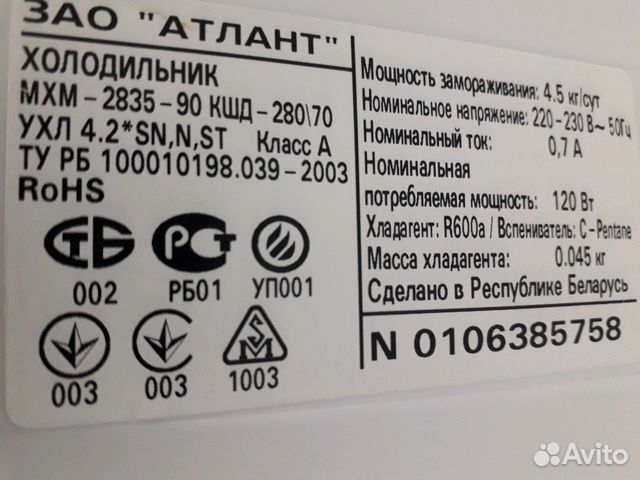 ЗАО "АТЛАНТ"
ХОЛОДИЛЬНИК
МХМ - 2835-90 КШД-280\70
УХЛ 4.2*SN,N,ST Класс А
ТУ РБ 100010198.039-2003
RoHS
СТБ
РСТ
002
РБ01
УП001
003
003
1003
Мощность замораживания: 4.5 кг/сут
Номинальное напряжение: 220-230 В~ 50Гц
Номинальный ток: 0,7 А
Номинальная
потребляемая мощность: 120 Вт
Хладагент: R600a / Вспениватель: C-Pentane
Масса хладагента: 0.045 кг
Сделано в Республике Беларусь
N 0106385758
Avito